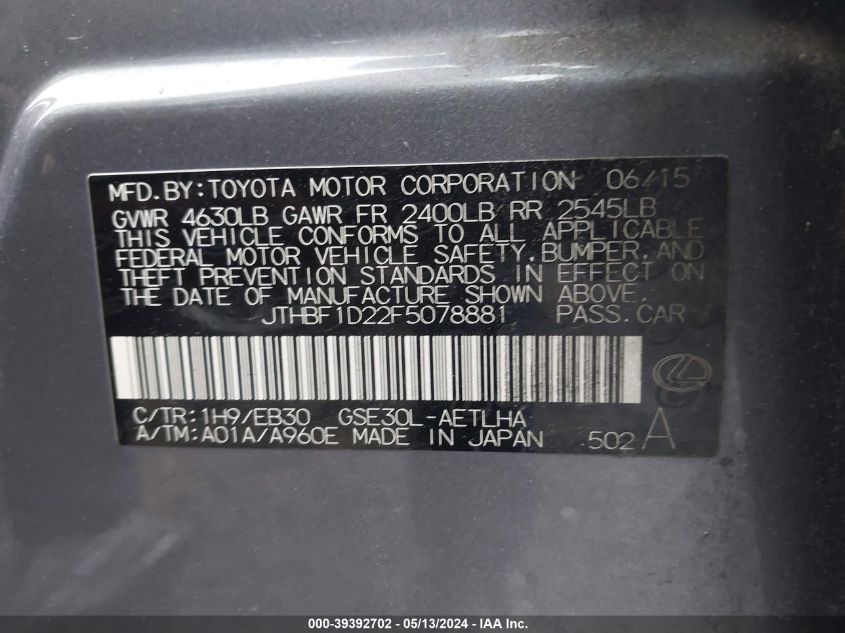 MFD.BY:TOYOTA MOTOR CORPORATION 06/15
GVWR 4630LB GAWR FR 2400LB RR 2545LB
THIS VEHICLE CONFORMS TO ALL APPLICABLE
FEDERAL MOTOR VEHICLE SAFETY,BUMPER,AND
THEFT PREVENTION STANDARDS IN EFFECT ON
THE DATE OF MANUFACTURE SHOWN ABOVE.
JTHBF1D22F5078881 PASS.CAR
C/TR:1H9/EB30 GSE30L-AETLHA
A/TM:A01A/A960E MADE IN JAPAN 502 A
000-39392702 - 05/13/2024 - IAAI Inc.